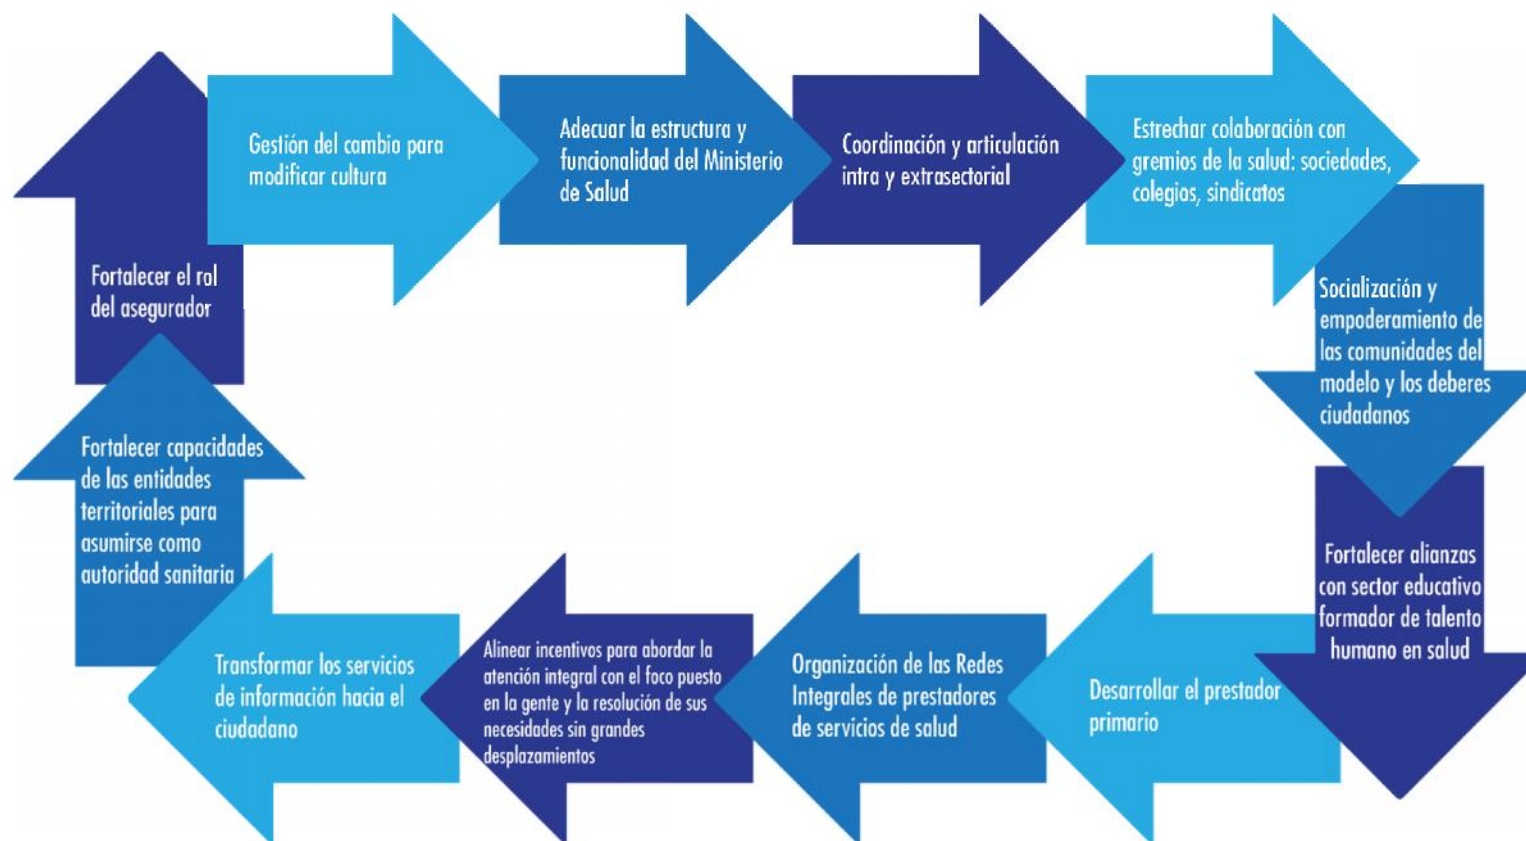 Gestión del cambio para
modificar cultura
Adecuar la estructura y
funcionalidad del Ministerio
de Salud
Coordinación y articulación
intra y extrasectorial
Estrechar colaboración con
gremios de la salud: sociedades,
colegios, sindicatos
Socialización y
empoderamiento de
las comunidades del
modelo y los deberes
ciudadanos
Fortalecer alianzas
con sector educativo
formador de talento
humano en salud
Desarrollar el prestador
primario
Organización de las Redes
Integrales de prestadores
de servicios de salud
Alinear incentivos para abordar la
atención integral con el foco puesto
en la gente y la resolución de sus
necesidades sin grandes
desplazamientos
Transformar los servicios
de información hacia el
ciudadano
Fortalecer capacidades
de las entidades
territoriales para
asumirse como
autoridad sanitaria
Fortalecer el rol
del asegurador